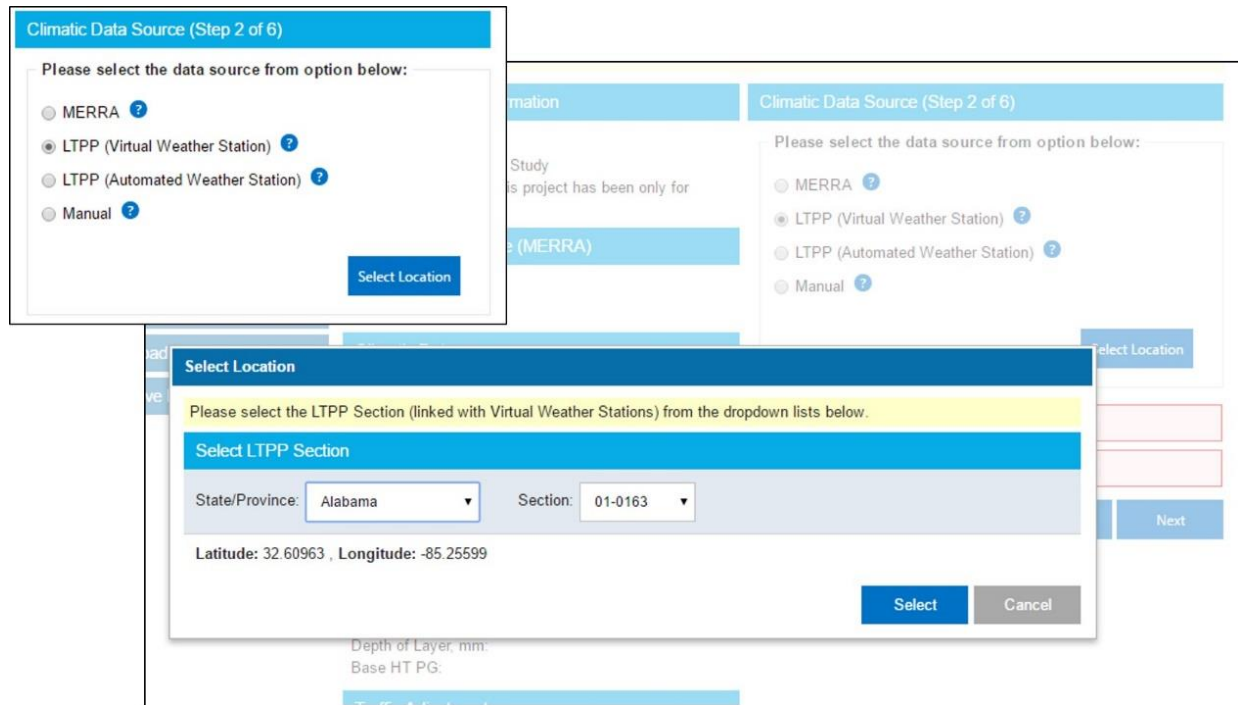 Climatic Data Source (Step 2 of 6)
Please select the data source from option below:
MERRA ?
LTPP (Virtual Weather Station) ?
LTPP (Automated Weather Station) ?
Manual ?
Select Location
mation
Study
is project has been only for
(MERRA)
Climatic Data Source (Step 2 of 6)
Please select the data source from option below:
MERRA ?
LTPP (Virtual Weather Station) ?
LTPP (Automated Weather Station) ?
Manual ?
elect Location
Select Location
Please select the LTPP Section (linked with Virtual Weather Stations) from the dropdown lists below.
Select LTPP Section
State/Province: Alabama Section: 01-0163
Latitude: 32.60963 , Longitude: -85.25599
Select Cancel
Next
Depth of Layer, mm:
Base HT PG: